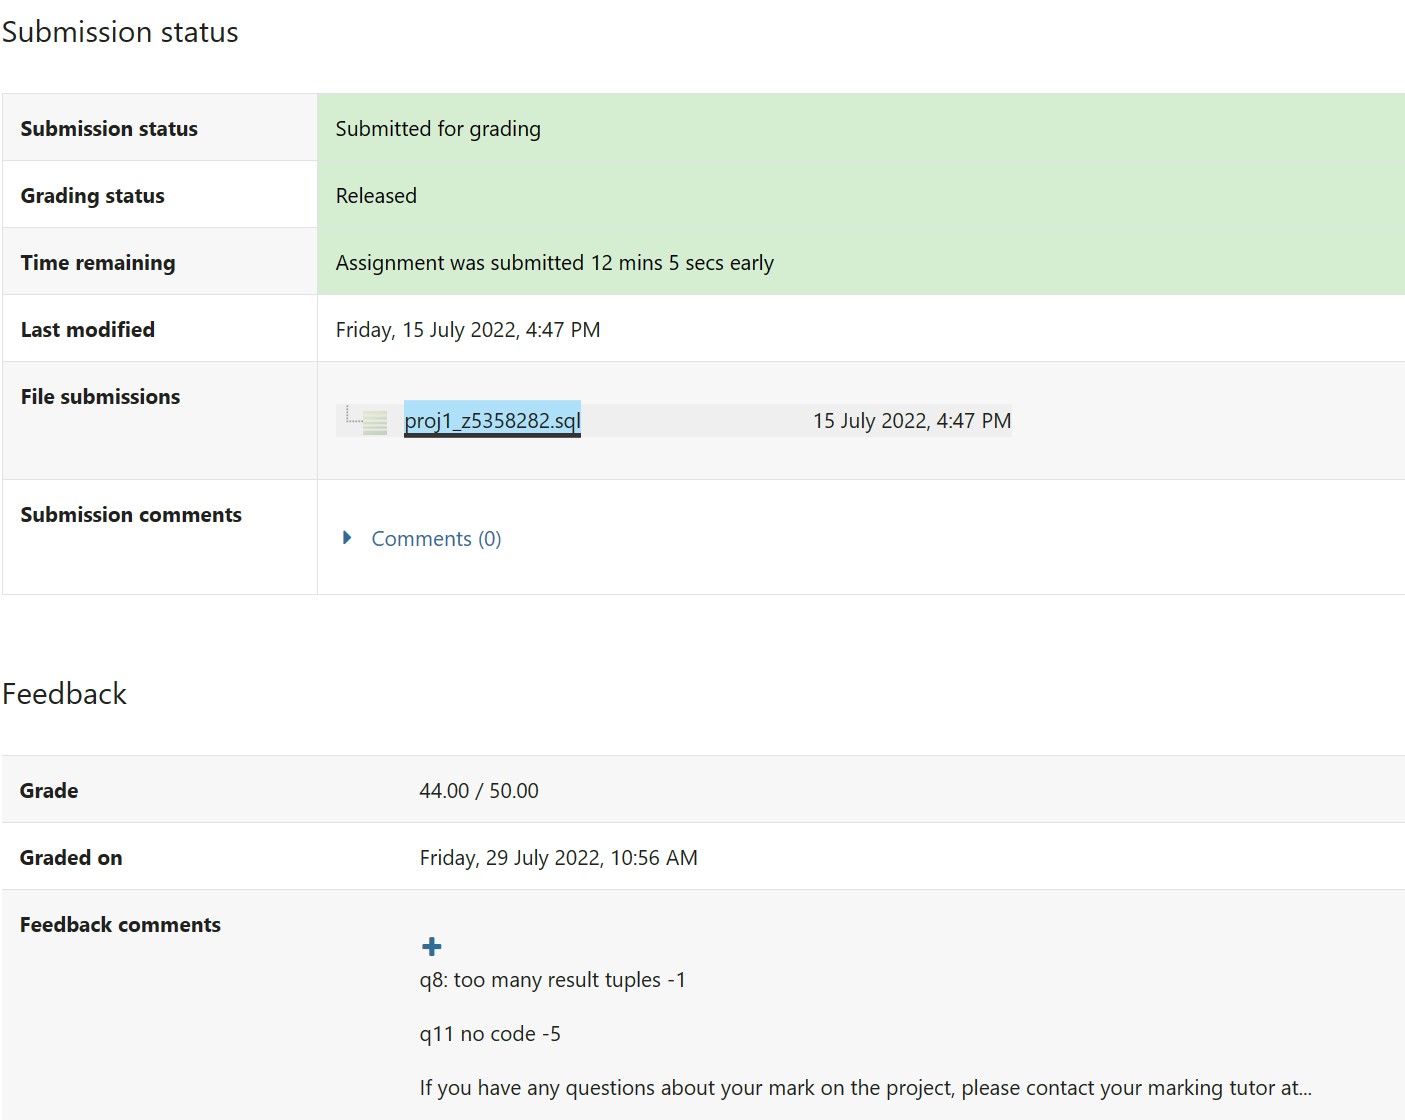 Submission status
Submission status
Submitted for grading
Grading status
Released
Time remaining
Assignment was submitted 12 mins 5 secs early
Last modified
Friday, 15 July 2022, 4:47 PM
File submissions
proj1_z5358282.sql
15 July 2022, 4:47 PM
Submission comments
Comments (0)
Feedback
Grade
44.00 / 50.00
Graded on
Friday, 29 July 2022, 10:56 AM
Feedback comments
q8: too many result tuples -1
q11 no code -5
If you have any questions about your mark on the project, please contact your marking tutor at...